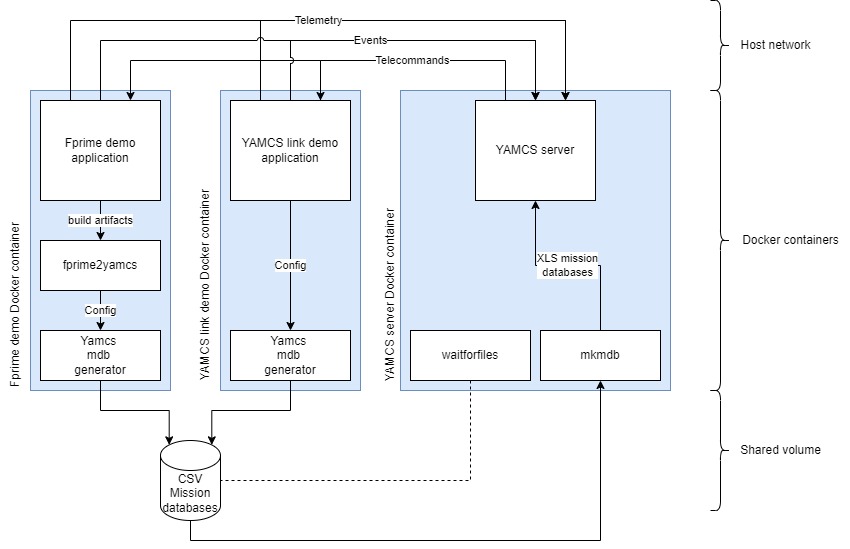 Telemetry
Events
Telecommands
Host network
Fprime demo
application
YAMCS link demo
application
YAMCS server
build artifacts
fprime2yamcs
Config
Config
XLS mission
databases
Docker containers
Fprime demo Docker container
YAMCS link demo Docker container
YAMCS server Docker container
Yamcs
mdb
generator
Yamcs
mdb
generator
waitforfiles
mkmdb
Shared volume
CSV
Mission
databases